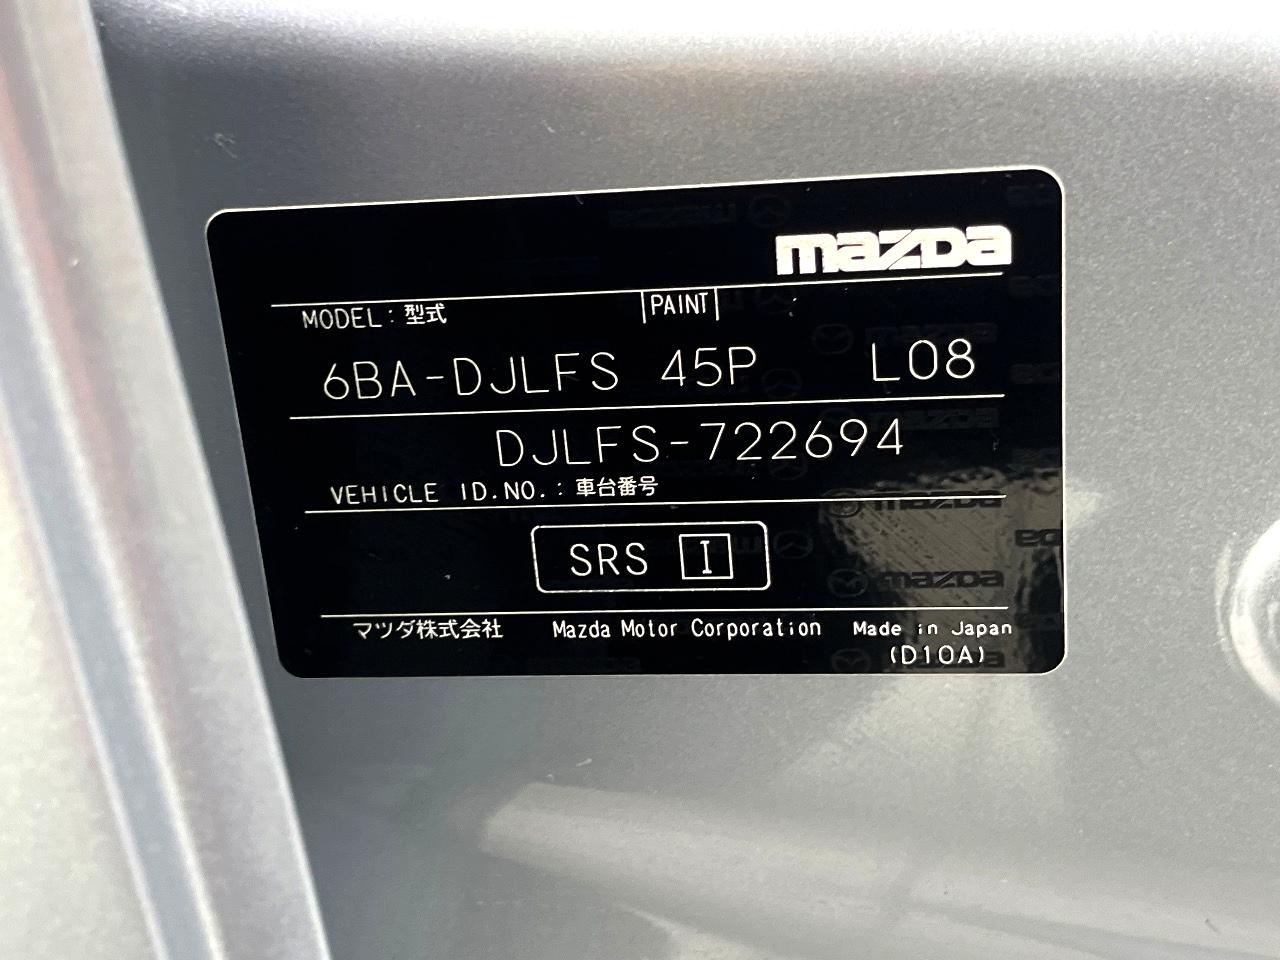 mazDa
MODEL:型式 PAINT
6BA-DJLFS 45P L08
DJLFS-722694
VEHICLE ID.NO.:車台番号
SRS I
マツダ株式会社 Mazda Motor Corporation Made in Japan
(D10A)